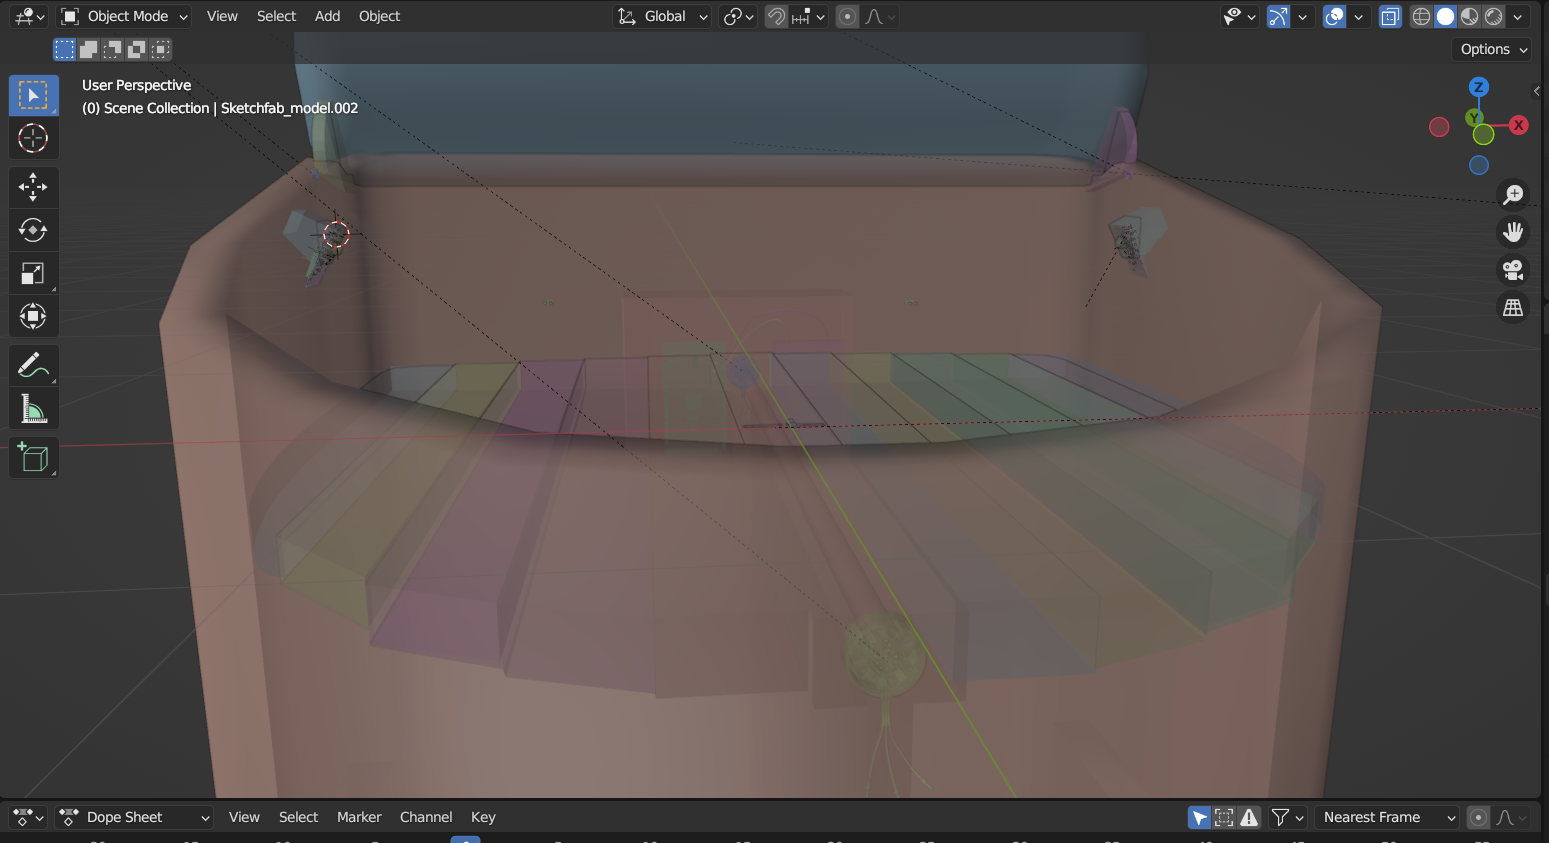 Object Mode View Select Add Object Global
Options
User Perspective
(0) Scene Collection | Sketchfab_model.002
Z
Y
X
Dope Sheet View Select Marker Channel Key Nearest Frame